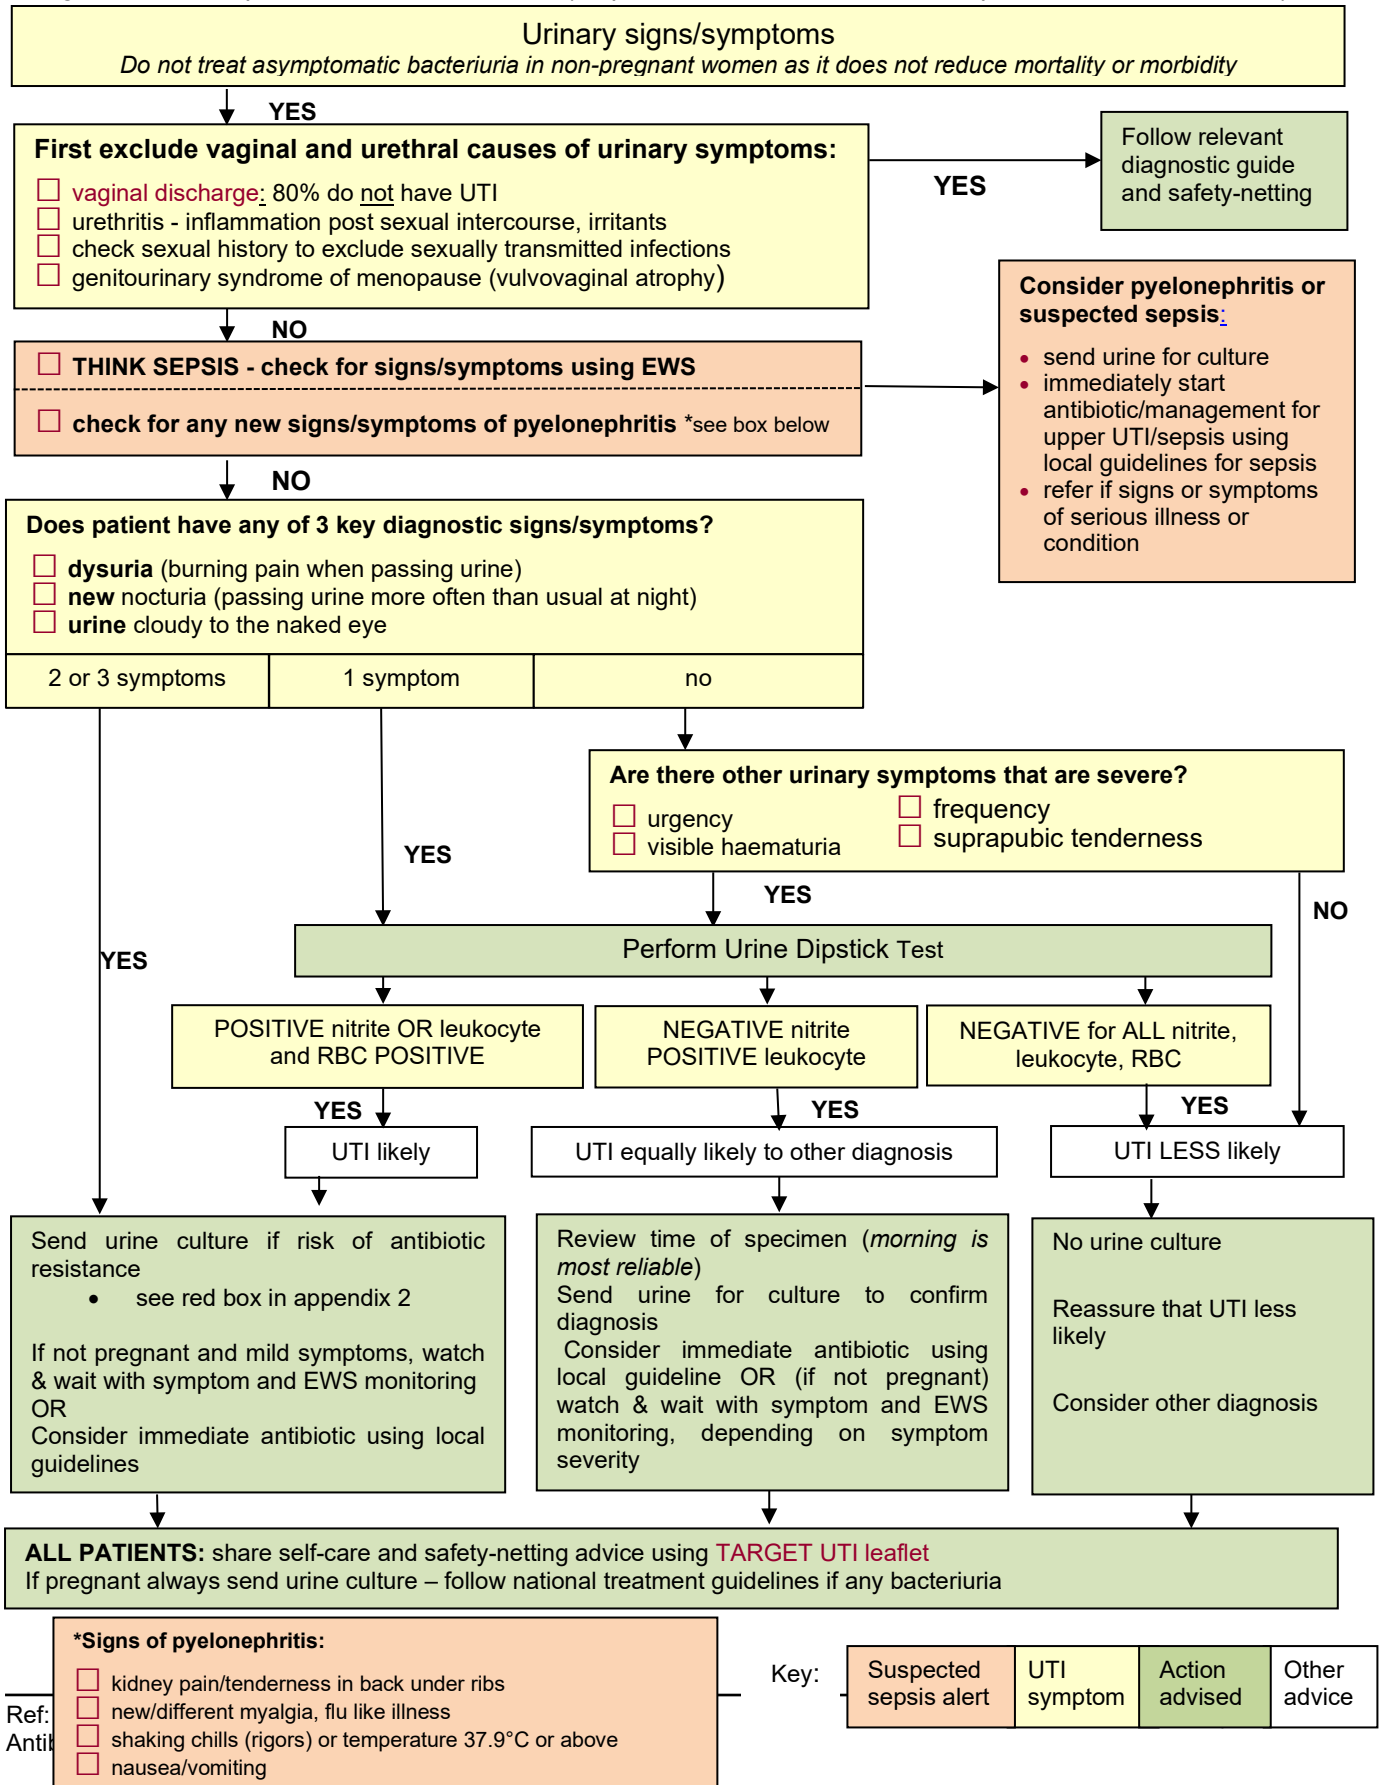 Urinary signs/symptoms
Do not treat asymptomatic bacteriuria in non-pregnant women as it does not reduce mortality or morbidity
YES
First exclude vaginal and urethral causes of urinary symptoms:
☐ vaginal discharge: 80% do not have UTI
☐ urethritis - inflammation post sexual intercourse, irritants
☐ check sexual history to exclude sexually transmitted infections
☐ genitourinary syndrome of menopause (vulvovaginal atrophy)
YES
Follow relevant
diagnostic guide
and safety-netting
NO
☐ THINK SEPSIS - check for signs/symptoms using EWS
☐ check for any new signs/symptoms of pyelonephritis *see box below
Consider pyelonephritis or
suspected sepsis:
• send urine for culture
• immediately start
antibiotic/management for
upper UTI/sepsis using
local guidelines for sepsis
• refer if signs or symptoms
of serious illness or
condition
NO
Does patient have any of 3 key diagnostic signs/symptoms?
☐ dysuria (burning pain when passing urine)
☐ new nocturia (passing urine more often than usual at night)
☐ urine cloudy to the naked eye
2 or 3 symptoms
1 symptom
no
Are there other urinary symptoms that are severe?
☐ urgency
☐ visible haematuria
☐ frequency
☐ suprapubic tenderness
YES
YES
YES
NO
Perform Urine Dipstick Test
POSITIVE nitrite OR leukocyte
and RBC POSITIVE
NEGATIVE nitrite
POSITIVE leukocyte
NEGATIVE for ALL nitrite,
leukocyte, RBC
YES
YES
YES
UTI likely
UTI equally likely to other diagnosis
UTI LESS likely
Send urine culture if risk of antibiotic
resistance
• see red box in appendix 2
If not pregnant and mild symptoms, watch
& wait with symptom and EWS monitoring
OR
Consider immediate antibiotic using local
guidelines
Review time of specimen (morning is
most reliable)
Send urine for culture to confirm
diagnosis
Consider immediate antibiotic using
local guideline OR (if not pregnant)
watch & wait with symptom and EWS
monitoring, depending on symptom
severity
No urine culture
Reassure that UTI less
likely
Consider other diagnosis
ALL PATIENTS: share self-care and safety-netting advice using TARGET UTI leaflet
If pregnant always send urine culture – follow national treatment guidelines if any bacteriuria
*Signs of pyelonephritis:
☐ kidney pain/tenderness in back under ribs
☐ new/different myalgia, flu like illness
☐ shaking chills (rigors) or temperature 37.9°C or above
☐ nausea/vomiting
Key:
Suspected
sepsis alert
UTI
symptom
Action
advised
Other
advice
Ref: